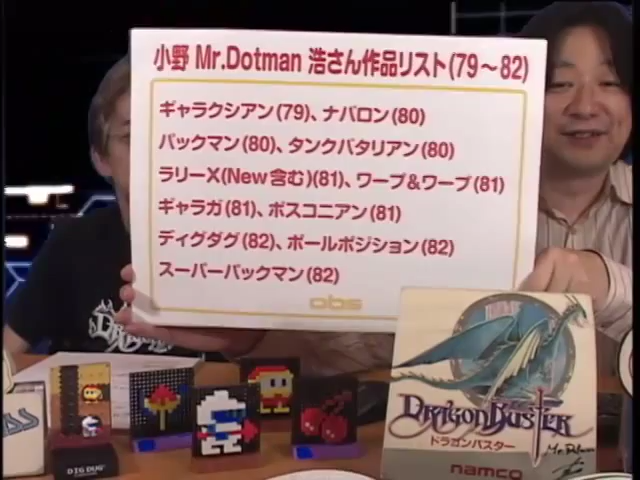 小野 Mr.Dotman 浩さん作品リスト(79～82)
ギャラクシアン(79)、ナバロン(80)
パックマン(80)、タンクバタリアン(80)
ラリーX(New含む)(81)、ワープ&ワープ(81)
ギャラガ(81)、ボスコニアン(81)
ディグダグ(82)、ポールポジション(82)
スーパーパックマン(82)
obs
DRAGON
DRAGON BUSTER
ドラゴンバスター
Mr. Dotman
namco
DIG DUG